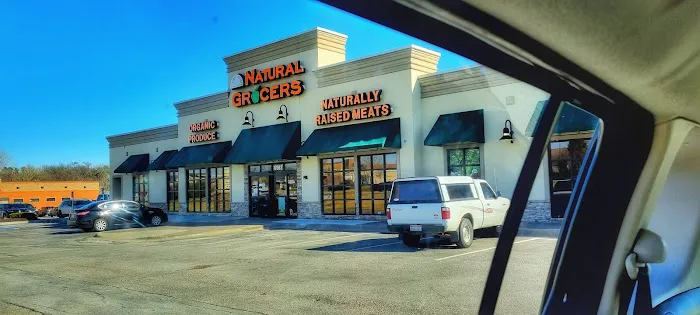 NATURAL
GROCERS
ORGANIC
PRODUCE
NATURALLY
RAISED MEATS